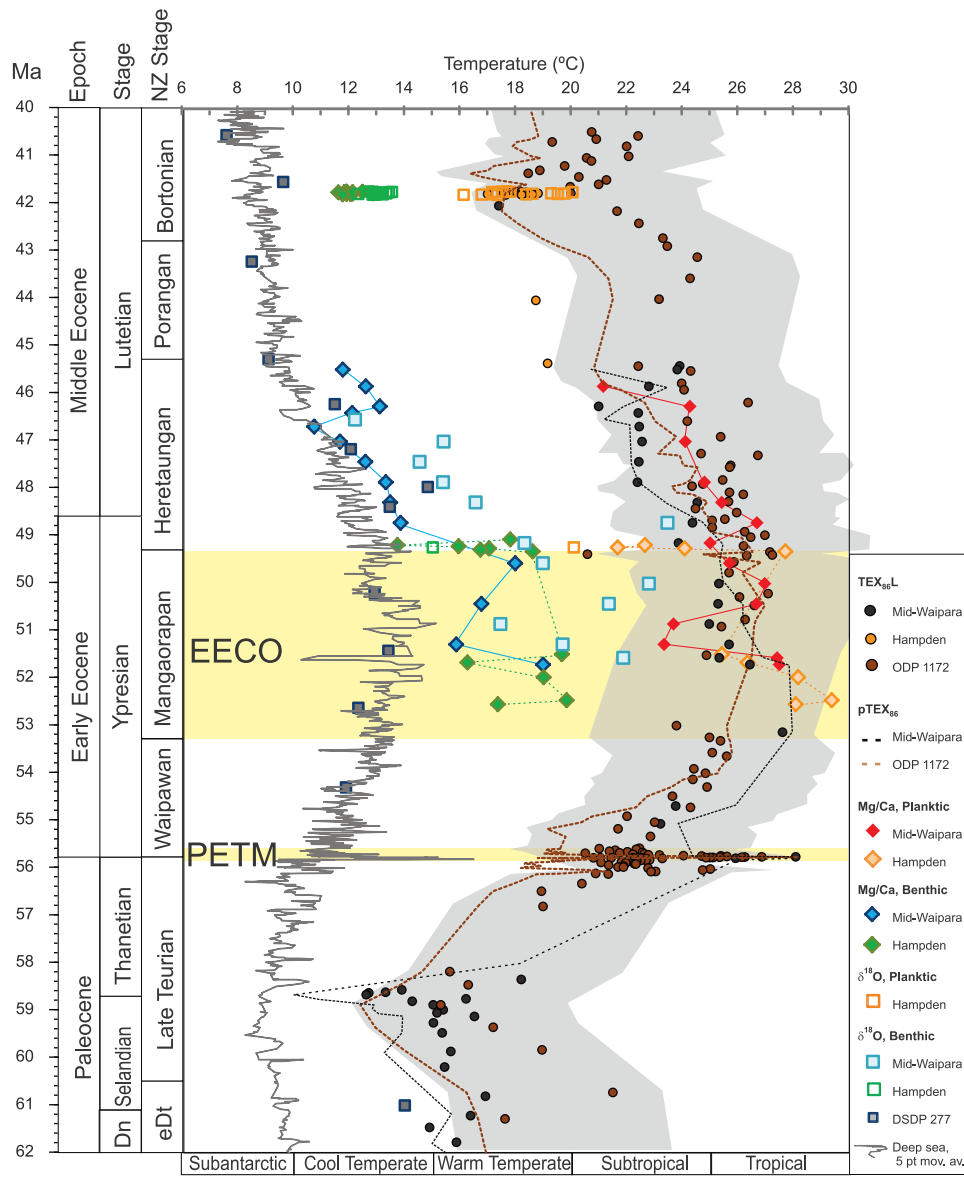 Ma
Epoch
Stage
NZ Stage
Temperature (ºC)
6 8 10 12 14 16 18 20 22 24 26 28 30
40
41
42
43
44
45
46
47
48
49
50
51
52
53
54
55
56
57
58
59
60
61
62
Middle Eocene
Early Eocene
Paleocene
Lutetian
Ypresian
Thanetian
Selandian
Dn
Bortonian
Porangan
Heretaungan
Mangaorapan
Waipawan
Late Teurian
eDt
EECO
PETM
Subantarctic
Cool Temperate
Warm Temperate
Subtropical
Tropical
TEX86L
Mid-Waipara
Hampden
ODP 1172
pTEX86
Mid-Waipara
ODP 1172
Mg/Ca, Planktic
Mid-Waipara
Hampden
Mg/Ca, Benthic
Mid-Waipara
Hampden
δ18O, Planktic
Hampden
δ18O, Benthic
Mid-Waipara
Hampden
DSDP 277
Deep sea,
5 pt mov. av.